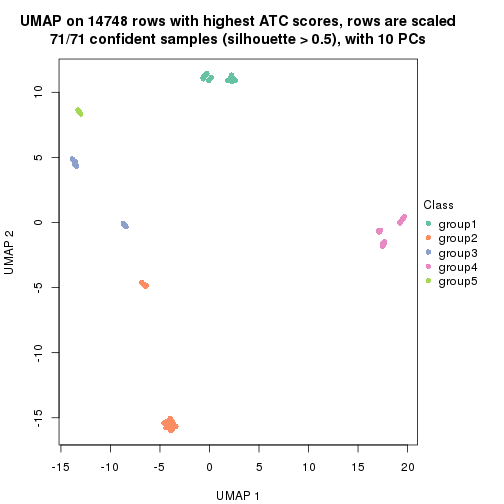 UMAP on 14748 rows with highest ATC scores, rows are scaled
71/71 confident samples (silhouette > 0.5), with 10 PCs
10
5
0
-5
-10
-15
UMAP 2
-15
-10
-5
0
5
10
15
20
UMAP 1
Class
group1
group2
group3
group4
group5